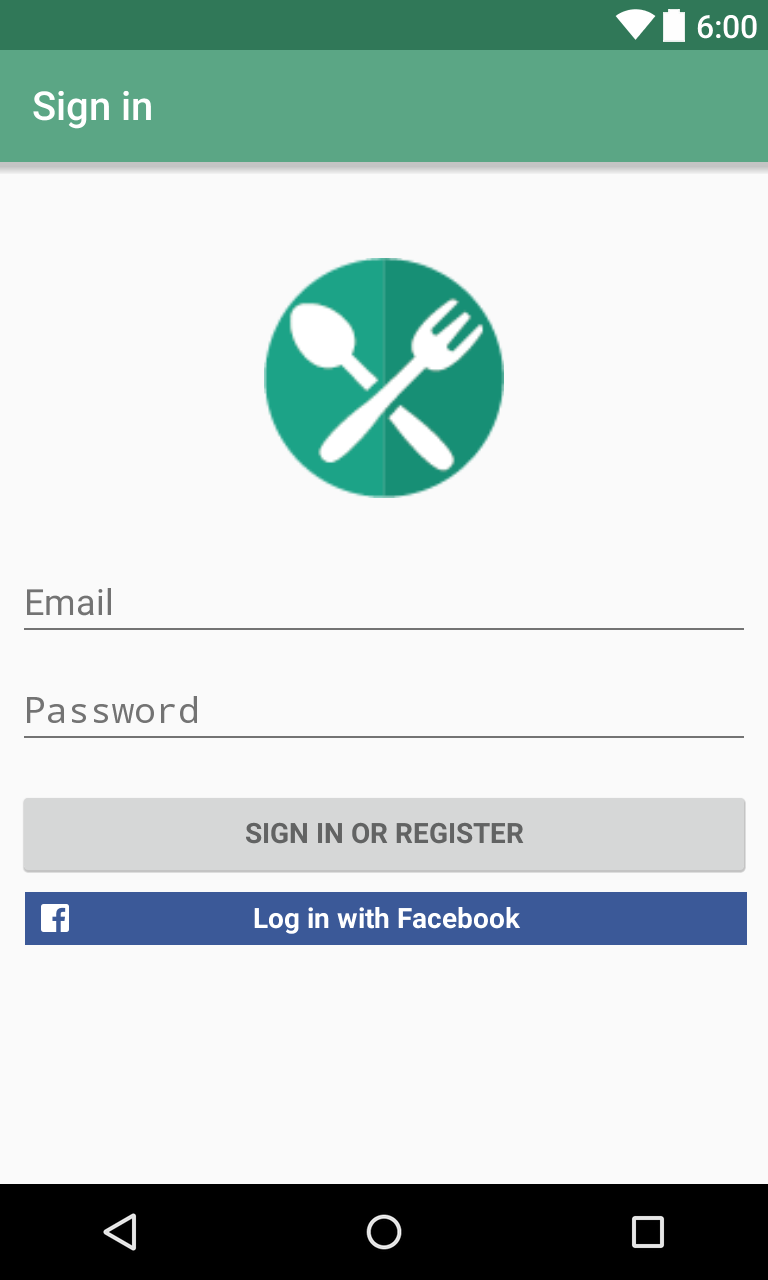 6:00
Sign in
Email
Password
SIGN IN OR REGISTER
Log in with Facebook